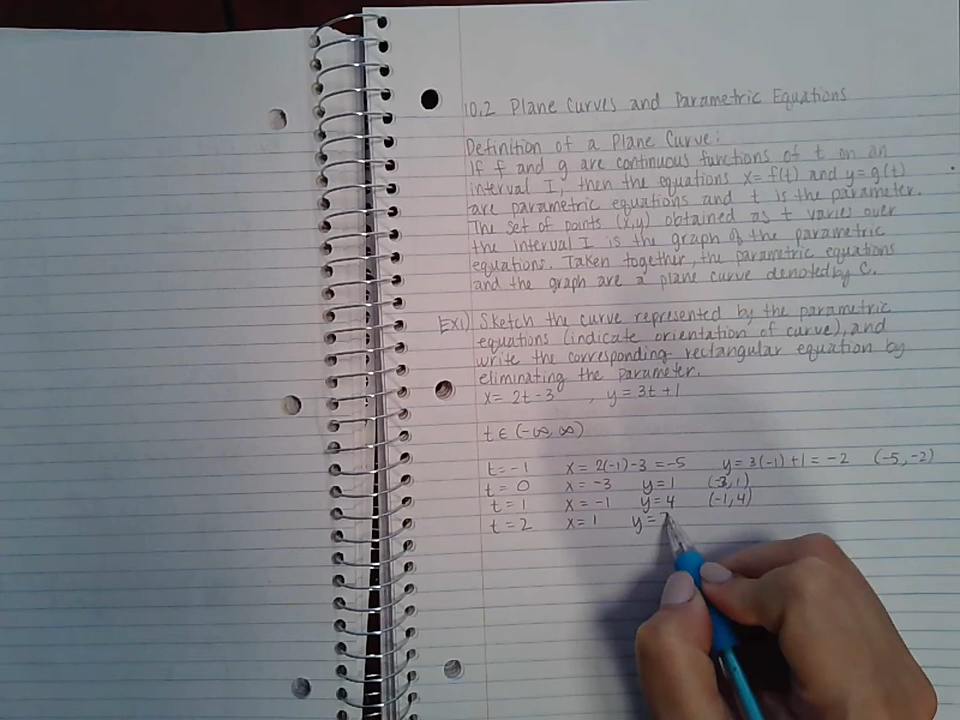 10.2 Plane Curves and Parametric Equations
Definition of a Plane Curve:
If f and g are continuous functions of t on an
interval I, then the equations x=f(t) and y=g(t)
are parametric equations and t is the parameter.
The set of points (x,y) obtained as t varies over
the interval I is the graph of the parametric
equations. Taken together, the parametric equations
and the graph are a plane curve denoted by C.
Ex1) Sketch the curve represented by the parametric
equations (indicate orientation of curve), and
write the corresponding rectangular equation by
eliminating the parameter.
x= 2t-3 , y=3t+1
t∈(-∞,∞)
t=-1 x=2(-1)-3=-5 y=3(-1)+1=-2 (-5,-2)
t=0 x=-3 y=1 (-3,1)
t=1 x=-1 y=4 (-1,4)
t=2 x=1 y=7